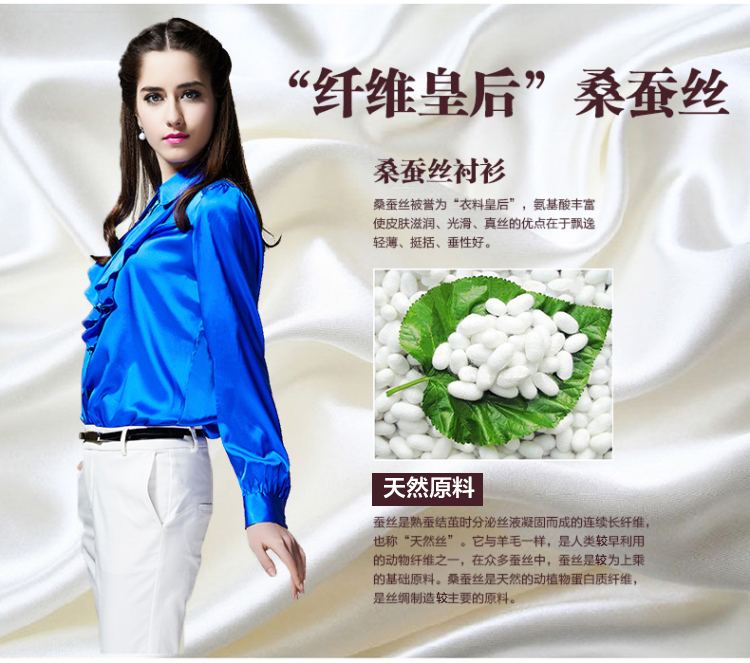 “纤维皇后”桑蚕丝
桑蚕丝衬衫
桑蚕丝被誉为“衣料皇后”，氨基酸丰富
使皮肤滋润、光滑、真丝的优点在于飘逸
轻薄、挺括、垂性好。
天然原料
蚕丝是熟蚕结茧时分泌丝液凝固而成的连续长纤维，
也称“天然丝”。它与羊毛一样，是人类较早利用
的动物纤维之一，在众多蚕丝中，蚕丝是较为上乘
的基础原料。桑蚕丝是天然的动植物蛋白质纤维，
是丝绸制造较主要的原料。